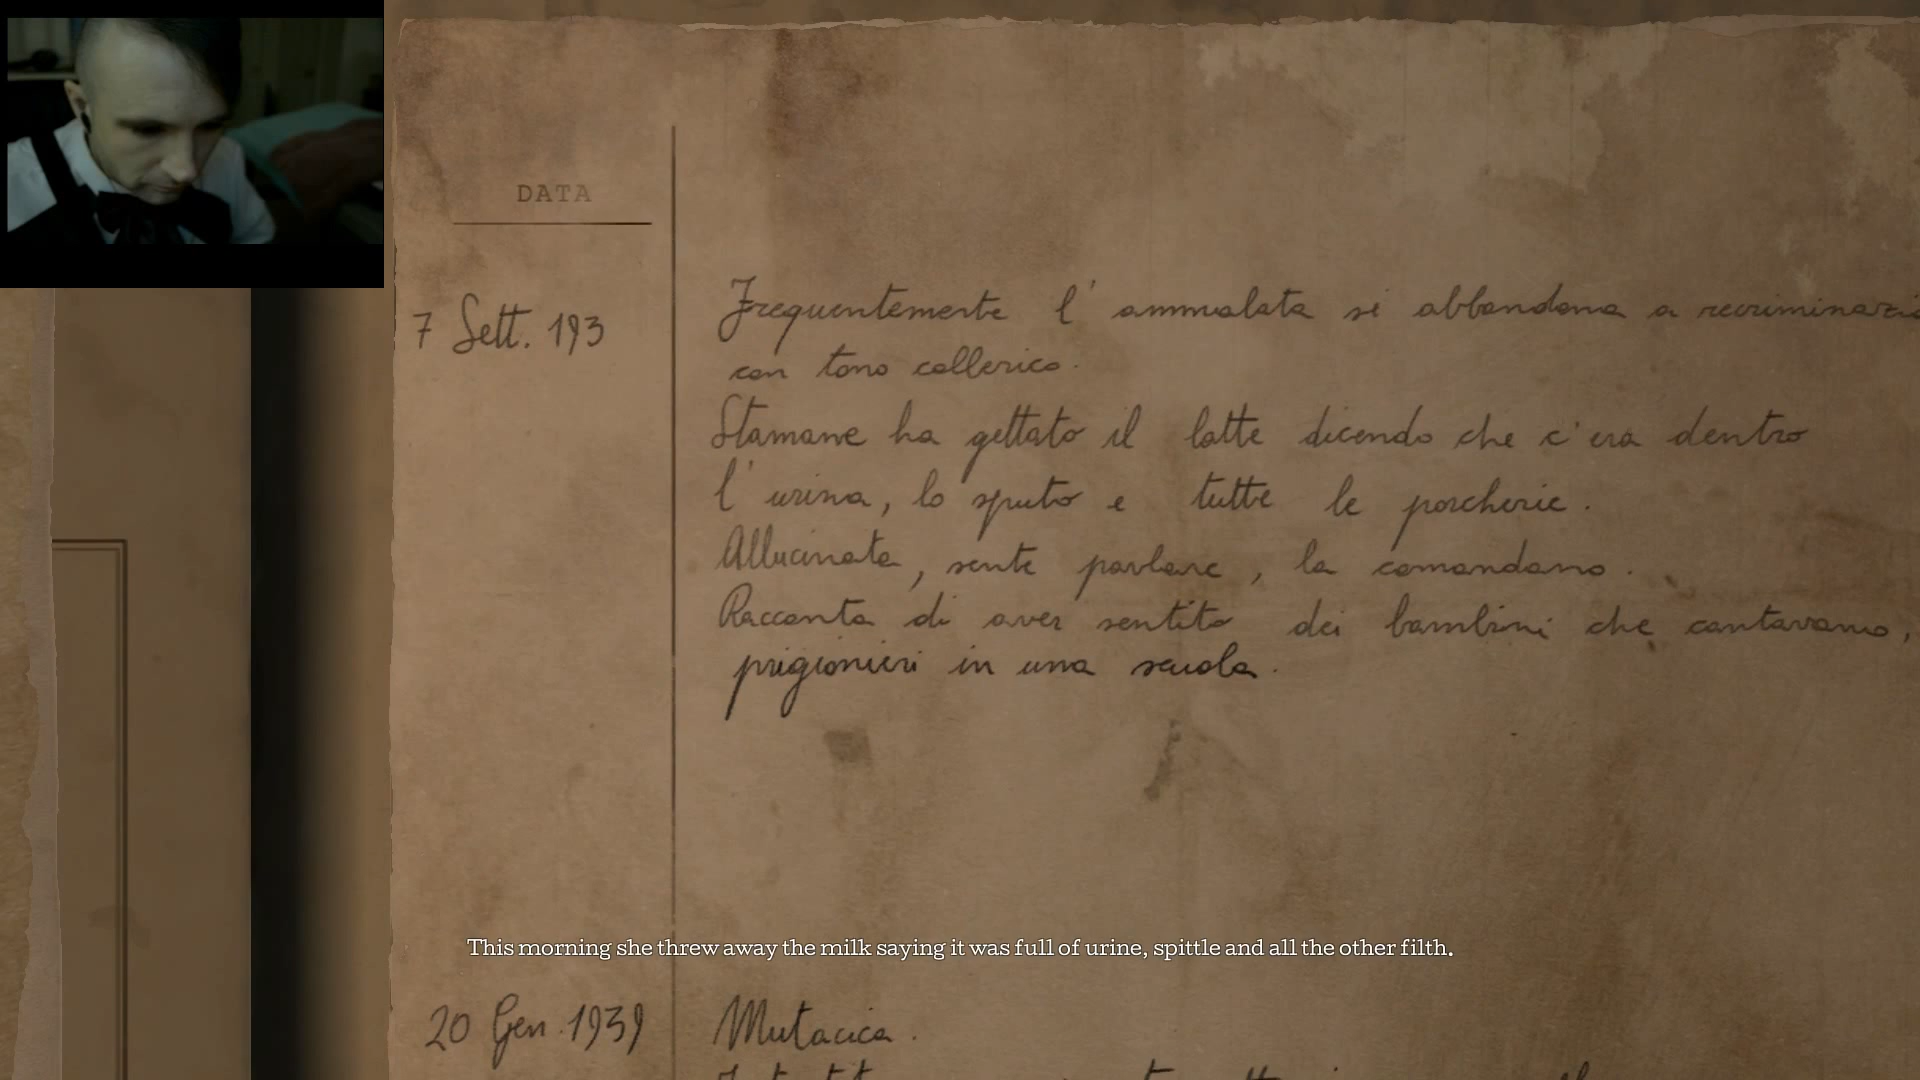 DATA
7 Sett. 193
Frequentemente l'ammalata si abbandona a recriminazio
con tono collerico.
Stamane ha gettato il latte dicendo che c'era dentro
l'urina, lo sputo e tutte le porcherie.
Allucinata, sente parlare, la comandano.
Racconta di aver sentito dei bambini che cantavano,
prigionieri in una scuola.
This morning she threw away the milk saying it was full of urine, spittle and all the other filth.
20 Gen. 1939
Mutacica.